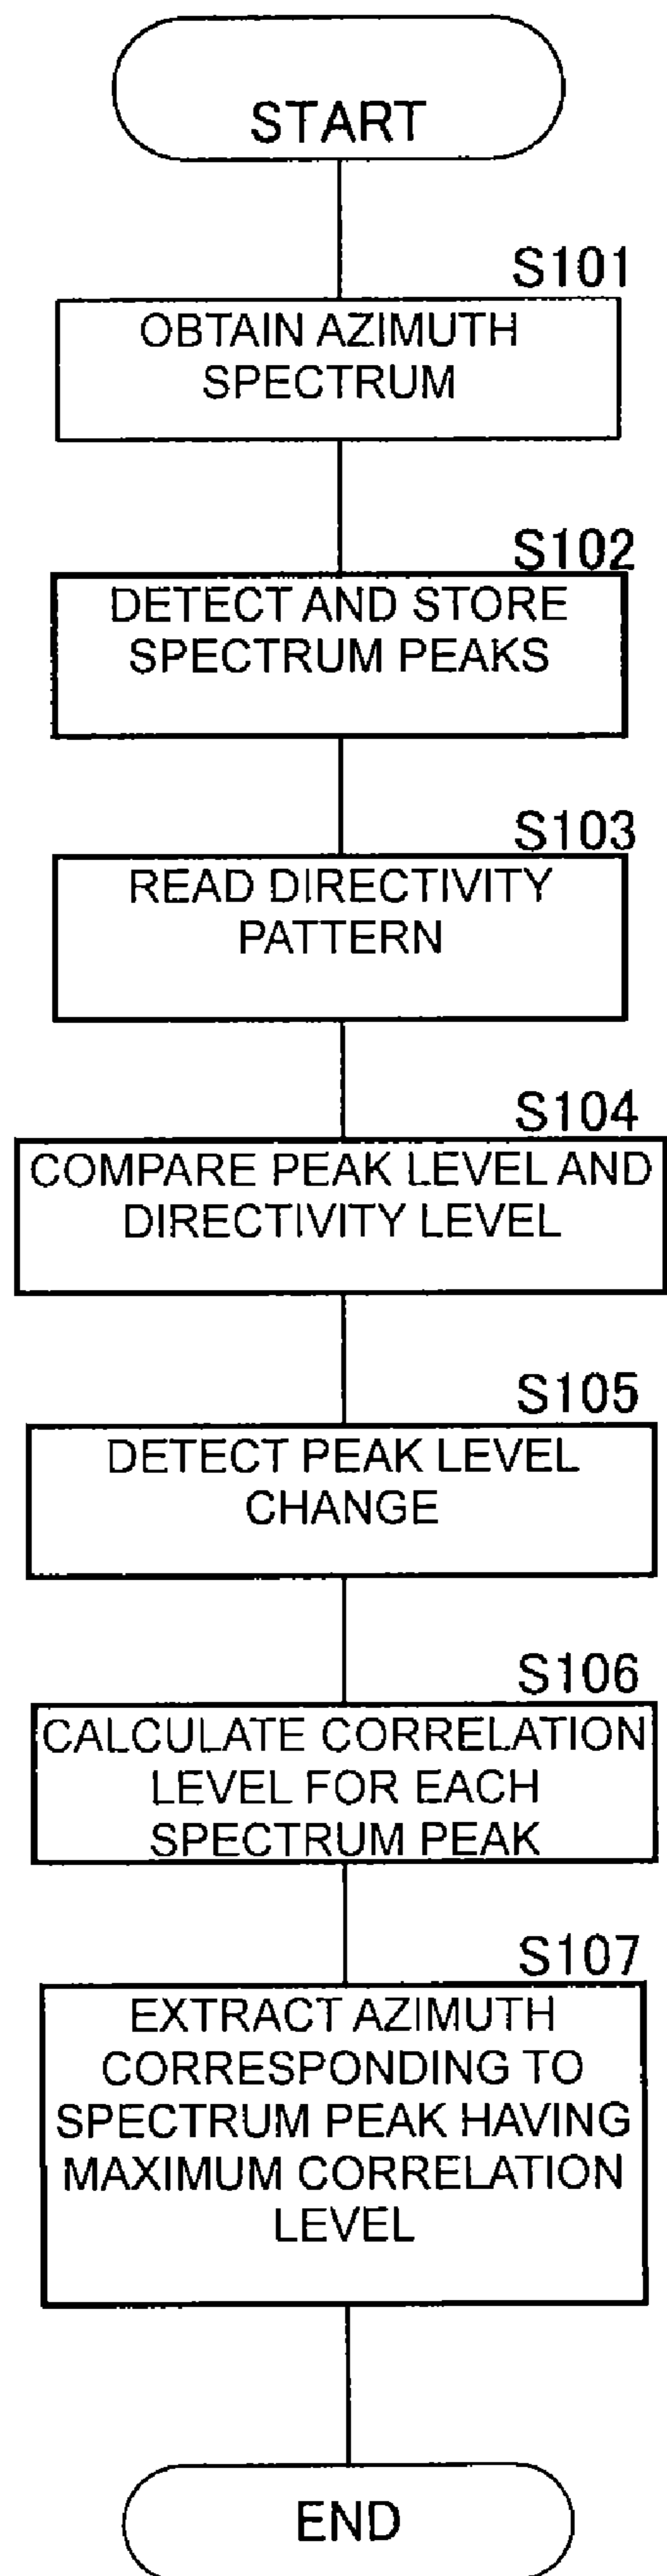 START
S101
OBTAIN AZIMUTH
SPECTRUM
S102
DETECT AND STORE
SPECTRUM PEAKS
S103
READ DIRECTIVITY
PATTERN
S104
COMPARE PEAK LEVEL AND
DIRECTIVITY LEVEL
S105
DETECT PEAK LEVEL
CHANGE
S106
CALCULATE CORRELATION
LEVEL FOR EACH
SPECTRUM PEAK
S107
EXTRACT AZIMUTH
CORRESPONDING TO
SPECTRUM PEAK HAVING
MAXIMUM CORRELATION
LEVEL
END